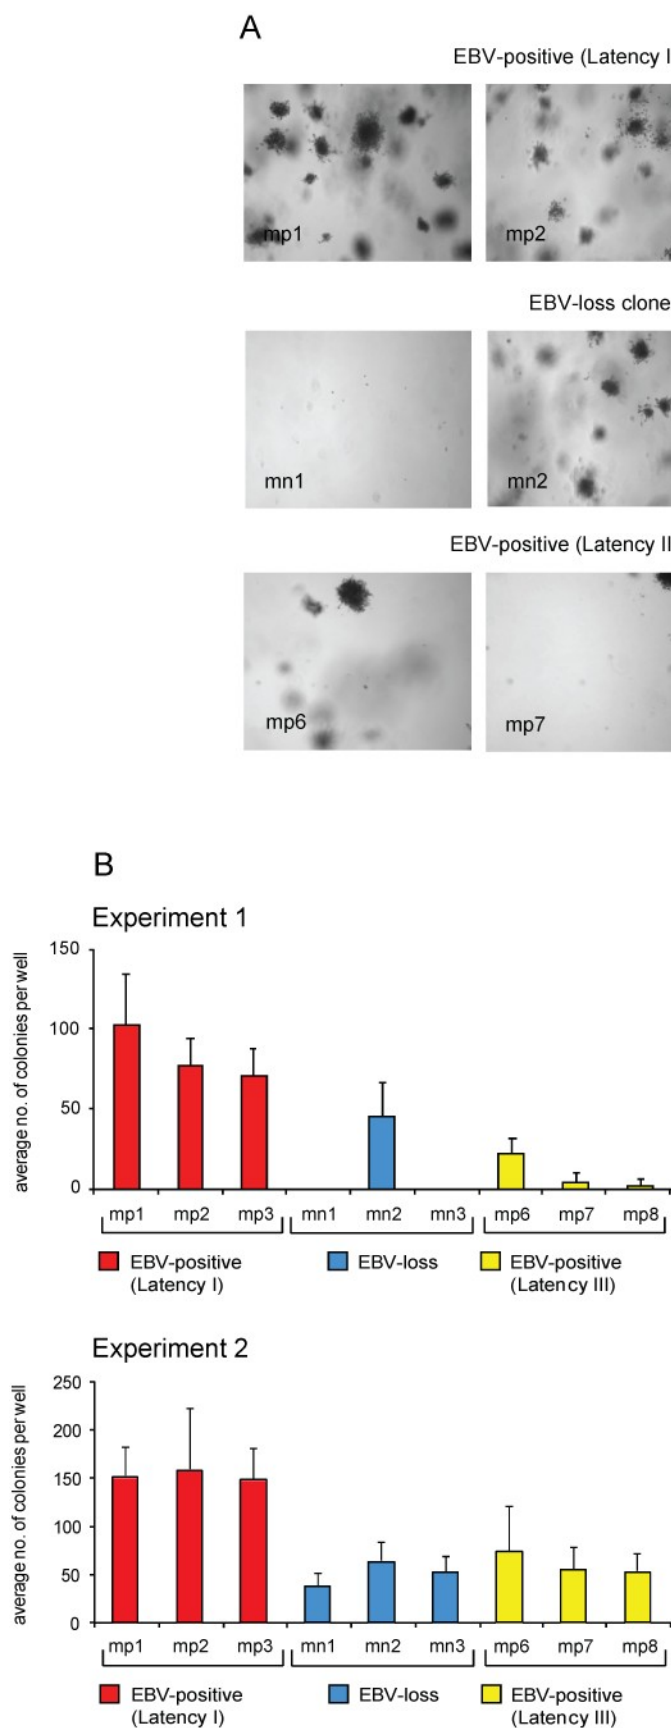 A
EBV-positive (Latency I
mp1
mp2
EBV-loss clone
mn1
mn2
EBV-positive (Latency II
mp6
mp7
B
Experiment 1
average no. of colonies per well
150
100
50
0
mp1 mp2 mp3 mn1 mn2 mn3 mp6 mp7 mp8
EBV-positive (Latency I)
EBV-loss
EBV-positive (Latency III)
Experiment 2
average no. of colonies per well
250
200
150
100
50
0
mp1 mp2 mp3 mn1 mn2 mn3 mp6 mp7 mp8
EBV-positive (Latency I)
EBV-loss
EBV-positive (Latency III)